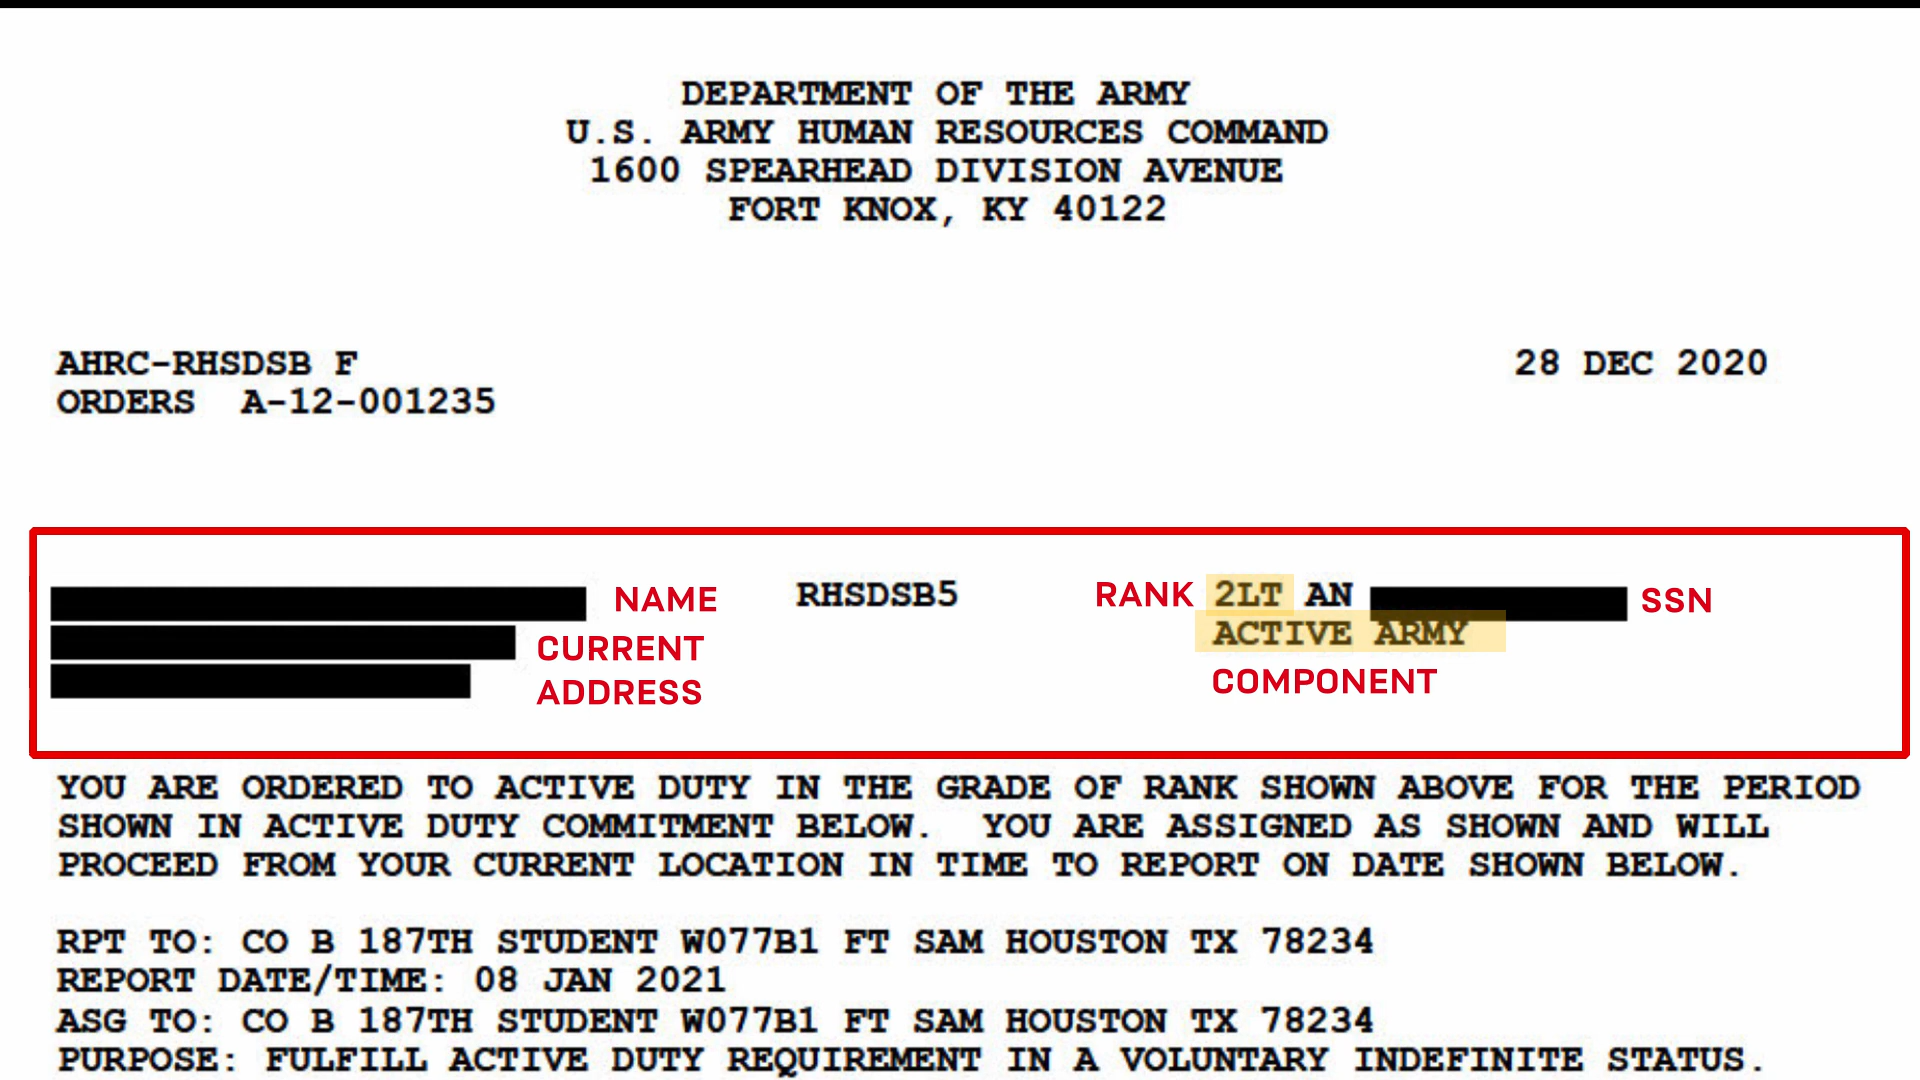 DEPARTMENT OF THE ARMY
U.S. ARMY HUMAN RESOURCES COMMAND
1600 SPEARHEAD DIVISION AVENUE
FORT KNOX, KY 40122
AHRC-RHSDSB F 28 DEC 2020
ORDERS A-12-001235
NAME RHSDSB5 RANK 2LT AN SSN
CURRENT ACTIVE ARMY
ADDRESS COMPONENT
YOU ARE ORDERED TO ACTIVE DUTY IN THE GRADE OF RANK SHOWN ABOVE FOR THE PERIOD
SHOWN IN ACTIVE DUTY COMMITMENT BELOW. YOU ARE ASSIGNED AS SHOWN AND WILL
PROCEED FROM YOUR CURRENT LOCATION IN TIME TO REPORT ON DATE SHOWN BELOW.
RPT TO: CO B 187TH STUDENT W077B1 FT SAM HOUSTON TX 78234
REPORT DATE/TIME: 08 JAN 2021
ASG TO: CO B 187TH STUDENT W077B1 FT SAM HOUSTON TX 78234
PURPOSE: FULFILL ACTIVE DUTY REQUIREMENT IN A VOLUNTARY INDEFINITE STATUS.